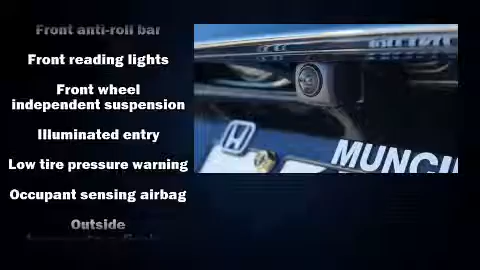 Front anti-roll bar
Front reading lights
Front wheel
independent suspension
Illuminated entry
Low tire pressure warning
Occupant sensing airbag
Outside
MUNGI